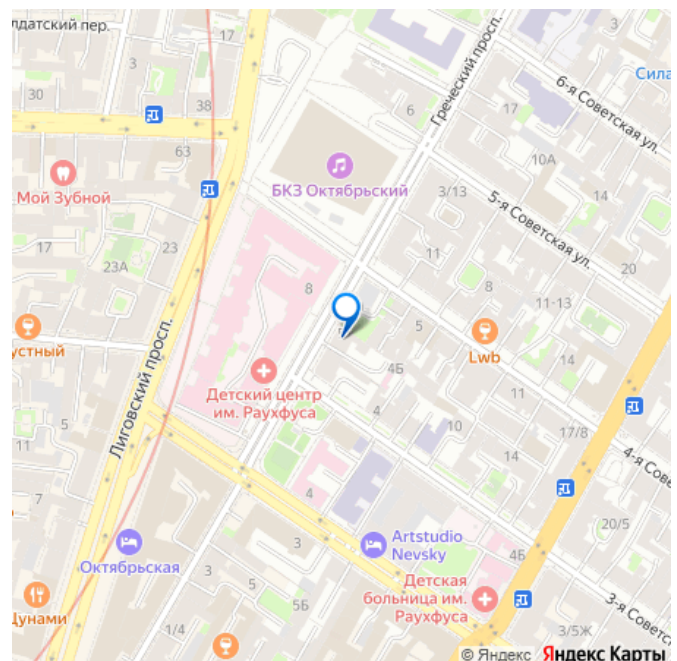 лдатский пер.
17
3
30
38
63
Мой Зубной
17
23
23А
устный
5
11
7
Лиговский просп.
Октябрьская
Дунами
3
1/4
5
5Б
3
БКЗ Октябрьский
Греческий просп.
6
3
6-я Советская ул.
Сила
17
10А
14
3/13
5-я Советская ул.
20
11
8
11-13
8
5
Lwb
4Б
Детский центр
им. Раухфуса
4
10
11
14
17/8
14
4-я Сове
4
Artstudio
Nevsky
4Б
20/5
Детская
больница им.
Раухфуса
3-я Советская
3/5Ж
© Яндекс Яндекс Карты